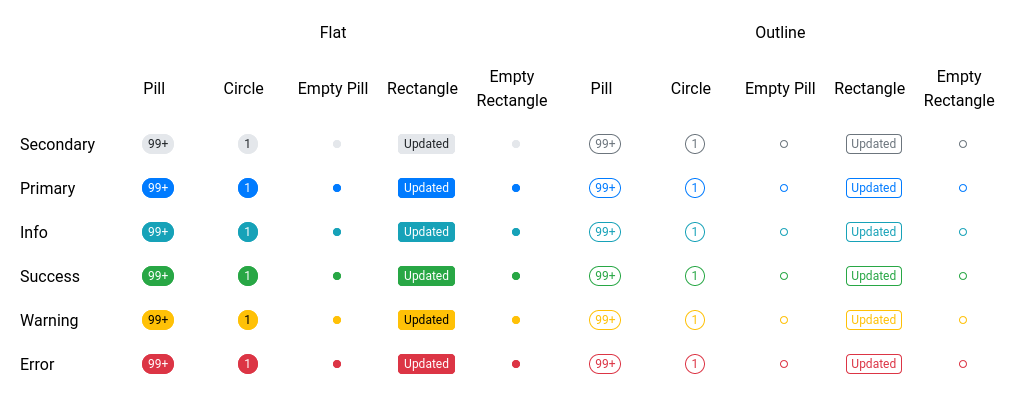 Flat Outline
Pill Circle Empty Pill Rectangle Empty Rectangle Pill Circle Empty Pill Rectangle Empty Rectangle
Secondary 99+ 1 Updated 99+ 1 Updated
Primary 99+ 1 Updated 99+ 1 Updated
Info 99+ 1 Updated 99+ 1 Updated
Success 99+ 1 Updated 99+ 1 Updated
Warning 99+ 1 Updated 99+ 1 Updated
Error 99+ 1 Updated 99+ 1 Updated